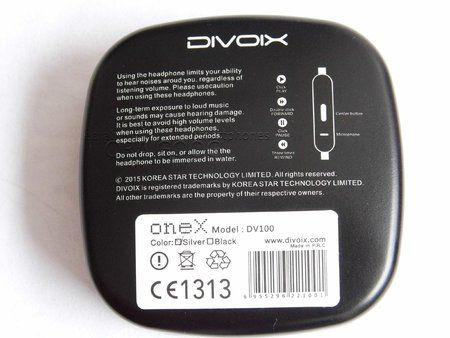 DIVOIX
Using the headphone limits your ability
to hear noises aroud you, regardless of
listening volume. Please usecaution
when using these headphones.
Long-term exposure to loud music
or sounds may cause hearing damage.
It is best to avoid high volume levels
when using these headphones,
especially for extended periods.
Do not drop, sit on, or allow the the
headphone to be immersed in water.
Click
PLAY
Double click
FORWARD
Click
PAUSE
Three times
REWIND
Center button
Microphone
© 2015 KOREA STAR TECHNOLOGY LIMITED. All rights reserved.
DIVOIX is registered trademarks by KOREA STAR TECHNOLOGY LIMITED.
All other trademarks are property of their respective owners.
onex Model: DV100
Color: ☑Silver☐Black
www.divoix.com
Made in P.R.C
CE1313
6955296221001